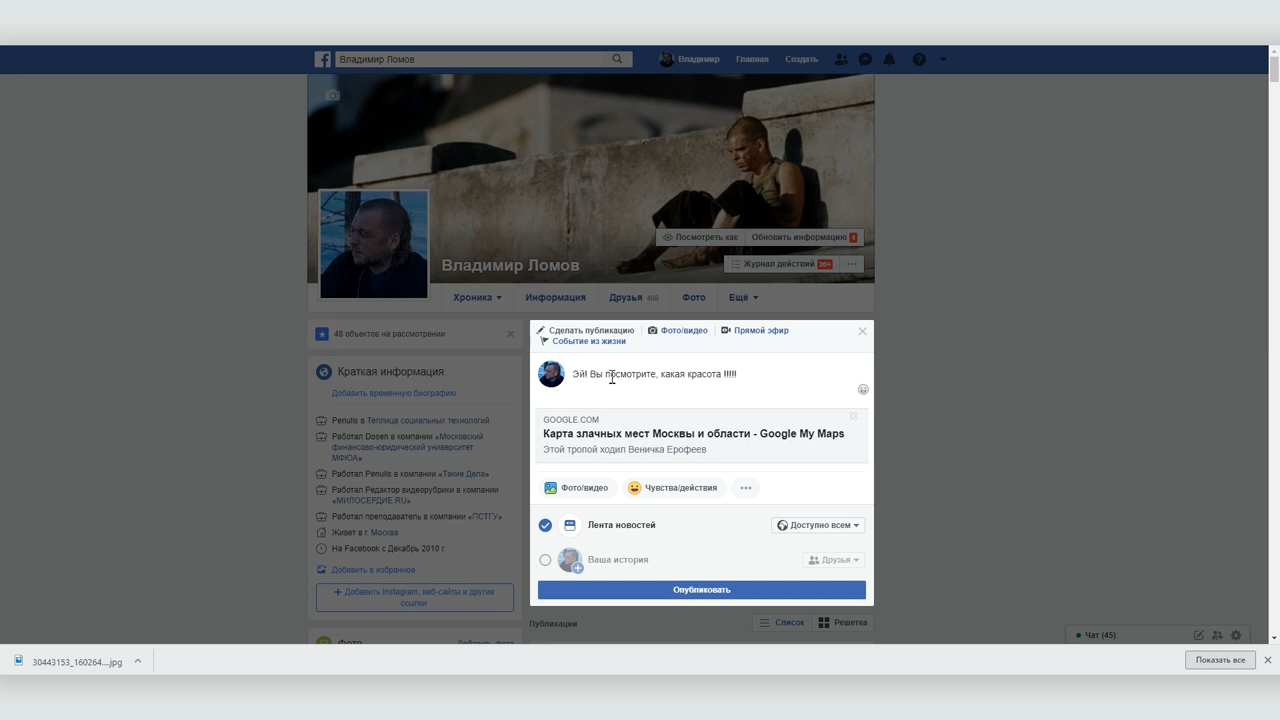 Владимир Ломов
Владимир
Главная
Создать
Посмотреть как
Обновить информацию 1
Владимир Ломов
Журнал действий 20+
Хроника
Информация
Друзья 466
Фото
Ещё
48 объектов на рассмотрении
Краткая информация
Добавить временную биографию
Penulis в Теплица социальных технологий
Работал Dosen в компании «Московский
финансово-юридический университет
МФЮА»
Работал Penulis в компании «Такие Дела»
Работал Редактор видеорубрики в компании
«МИЛОСЕРДИЕ.RU»
Работал преподаватель в компании «ПСТГУ»
Живет в г. Москва
На Facebook с Декабрь 2010 г.
Добавить в избранное
+ Добавить Instagram, веб-сайты и другие
ссылки
Фото
Добавить фото
Сделать публикацию
Фото/видео
Прямой эфир
Событие из жизни
Эй! Вы посмотрите, какая красота !!!!!
GOOGLE.COM
Карта злачных мест Москвы и области - Google My Maps
Этой тропой ходил Веничка Ерофеев
Фото/видео
Чувства/действия
Лента новостей
Доступно всем
Ваша история
Друзья
Опубликовать
Публикации
Список
Решетка
Чат (45)
30443153_160264....jpg
Показать все